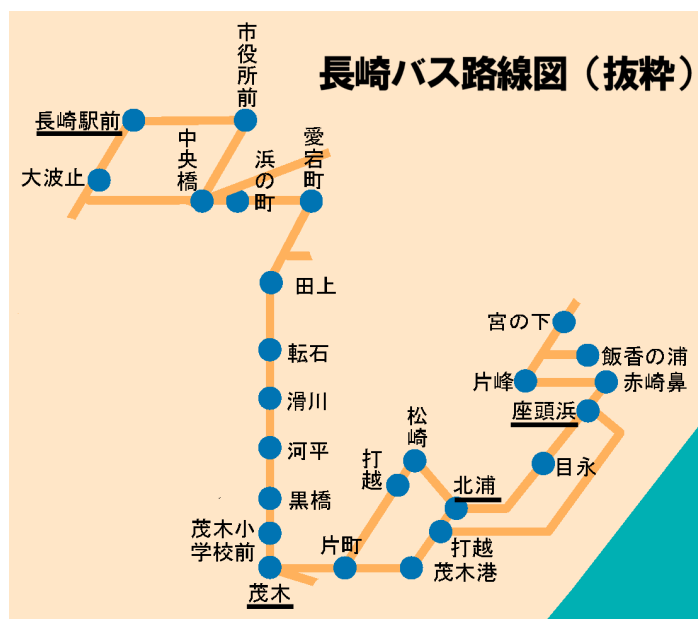 長崎バス路線図（抜粋）
市役所前
長崎駅前
中央橋
大波止
浜の町
愛宕町
田上
転石
滑川
河平
黒橋
茂木小
学校前
茂木
片町
打越
松崎
北浦
打越
茂木港
目永
座頭浜
赤崎鼻
片峰
飯香の浦
宮の下